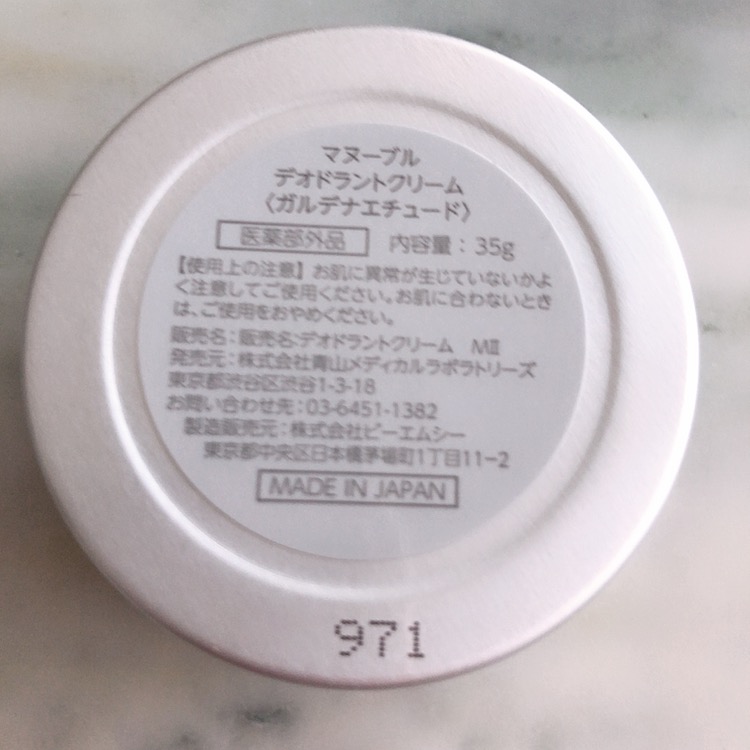 マヌーブル
デオドラントクリーム
〈ガルデナエチュード〉
医薬部外品 内容量：35g
【使用上の注意】お肌に異常が生じていないかよ
く注意してご使用ください。お肌に合わないとき
は、ご使用をおやめください。
販売名：販売名:デオドラントクリーム MⅡ
発売元：株式会社青山メディカルラボラトリーズ
東京都渋谷区渋谷1-3-18
お問い合わせ先：03-6451-1382
製造販売元：株式会社ピーエムシー
東京都中央区日本橋茅場町1丁目11-2
MADE IN JAPAN
971